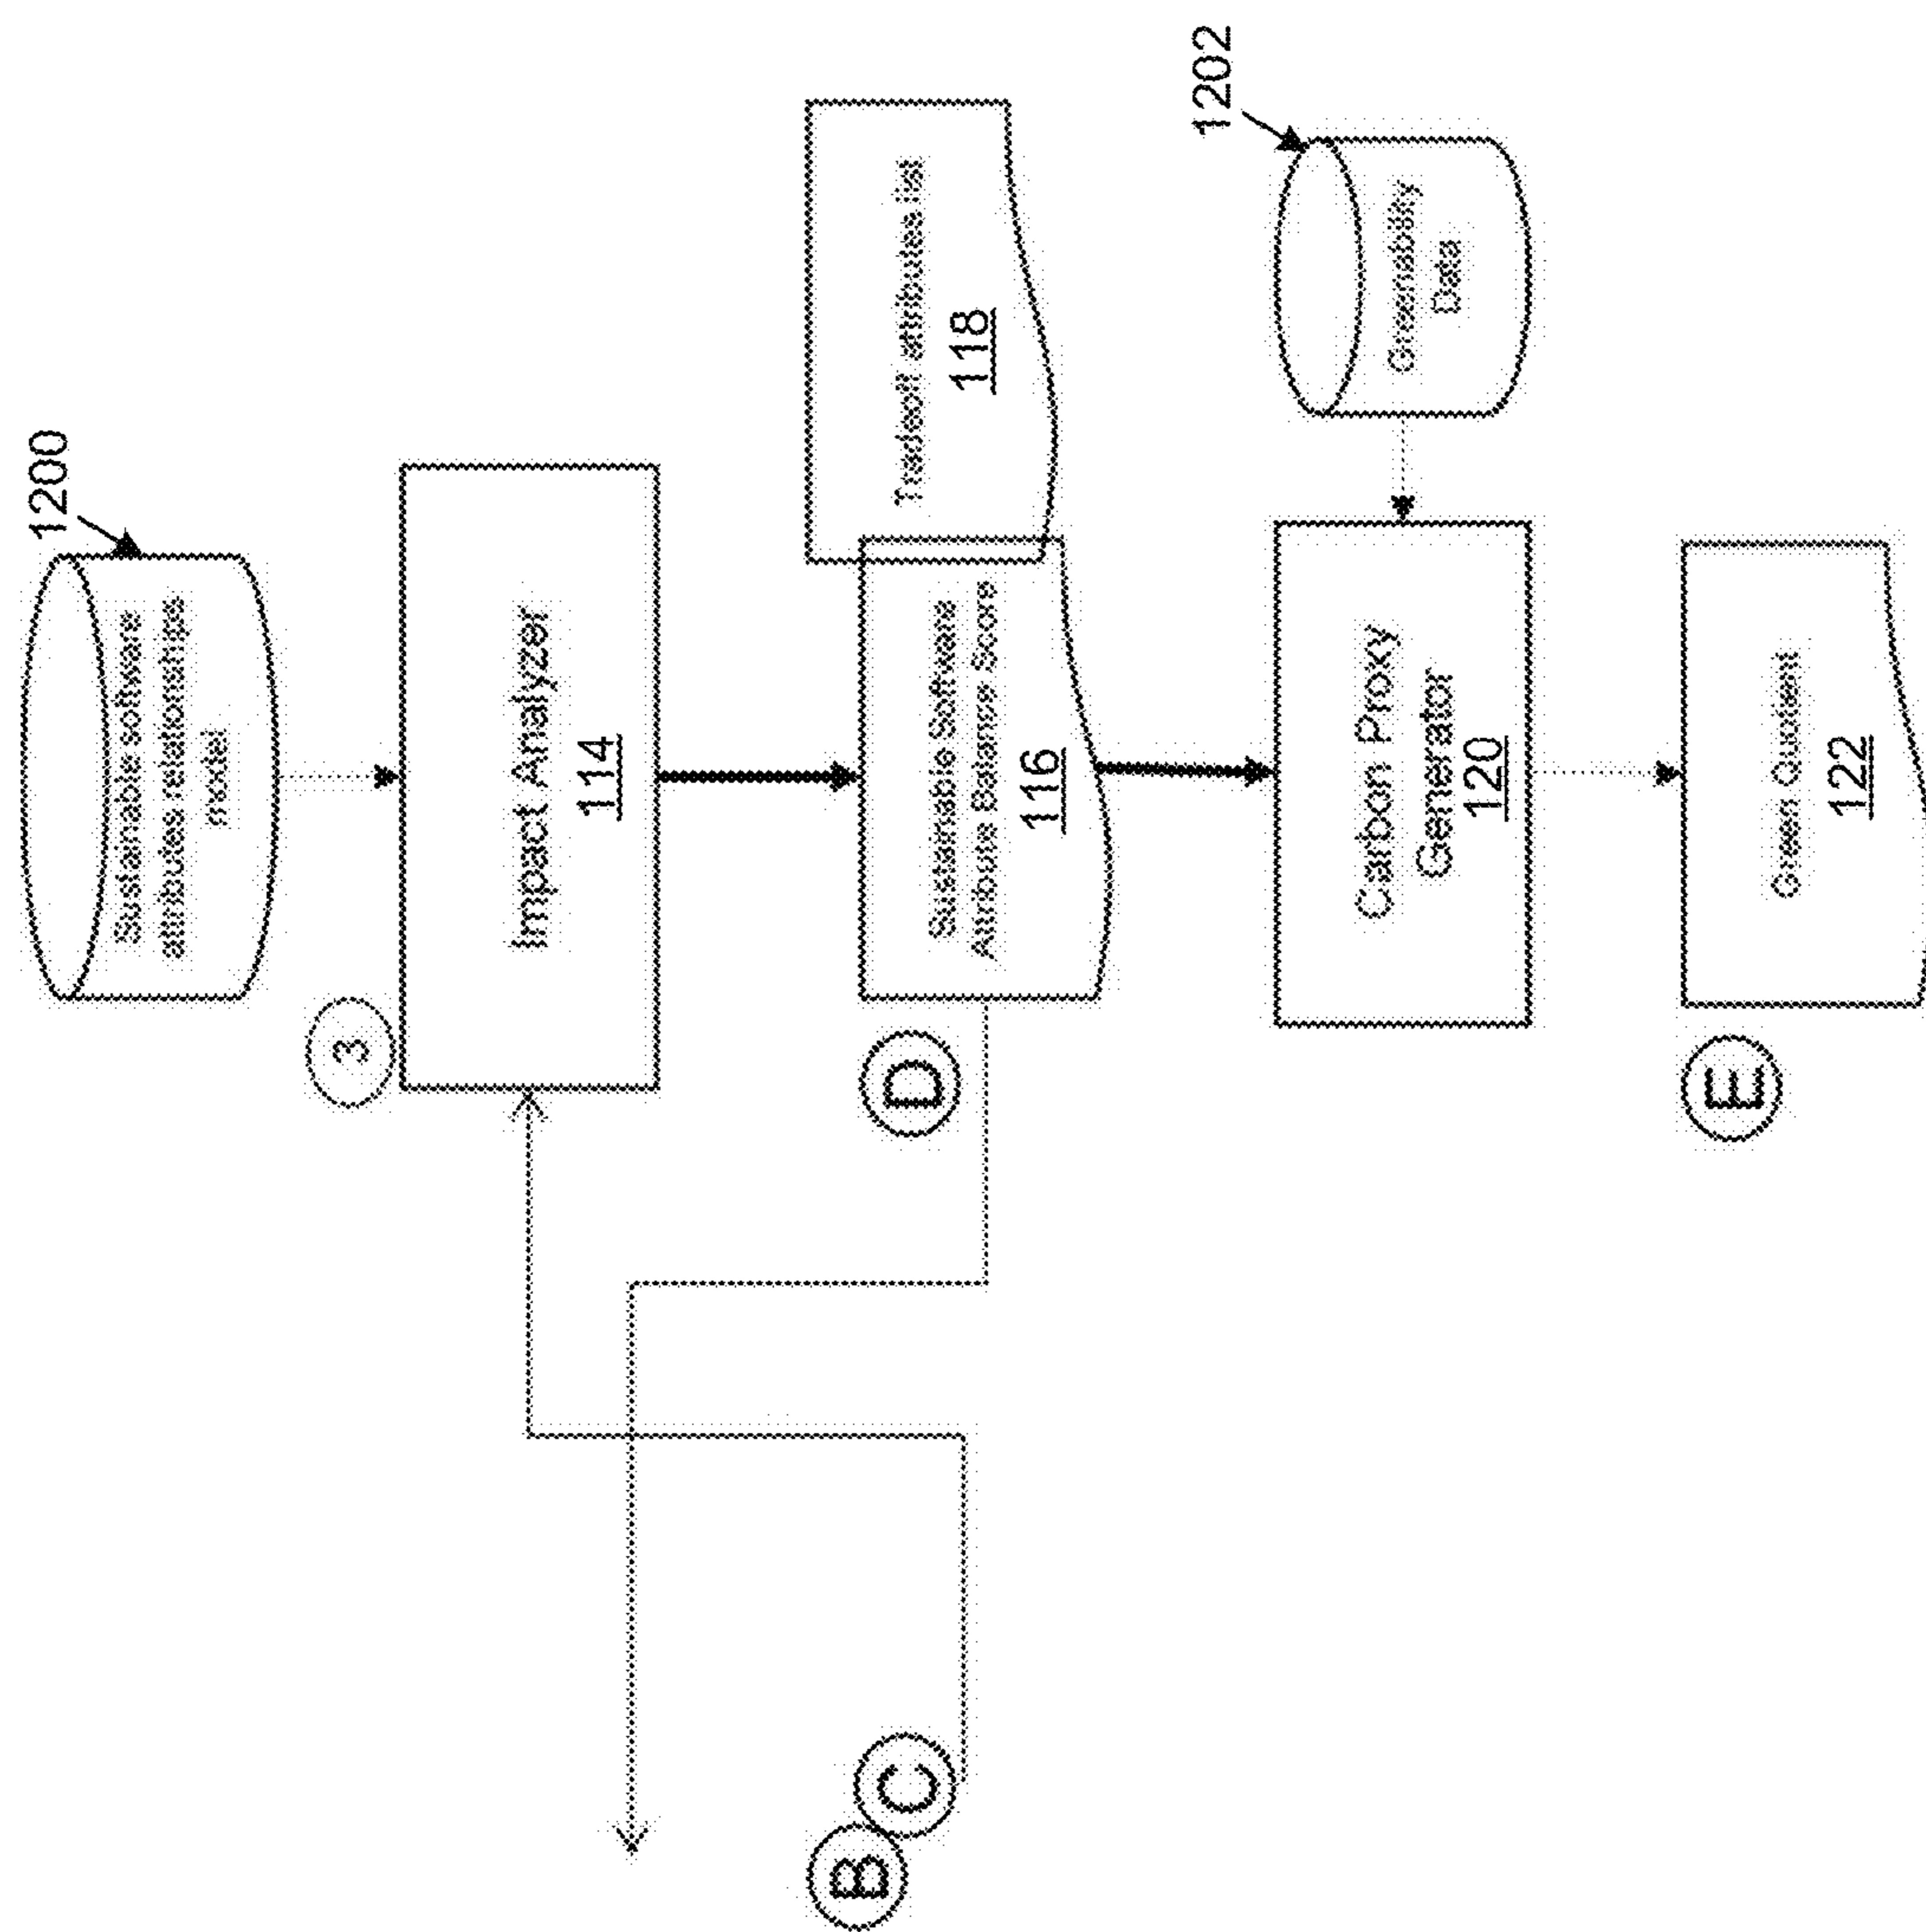 1200
Sustainable software
attributes relationships
model
3
Impact Analyzer
114
Tradeoff attributes list
118
D
Sustainable Software
Attribute Balance Score
116
1202
Greenability
Data
Carbon Proxy
Generator
120
E
Green Quotient
122
B
C